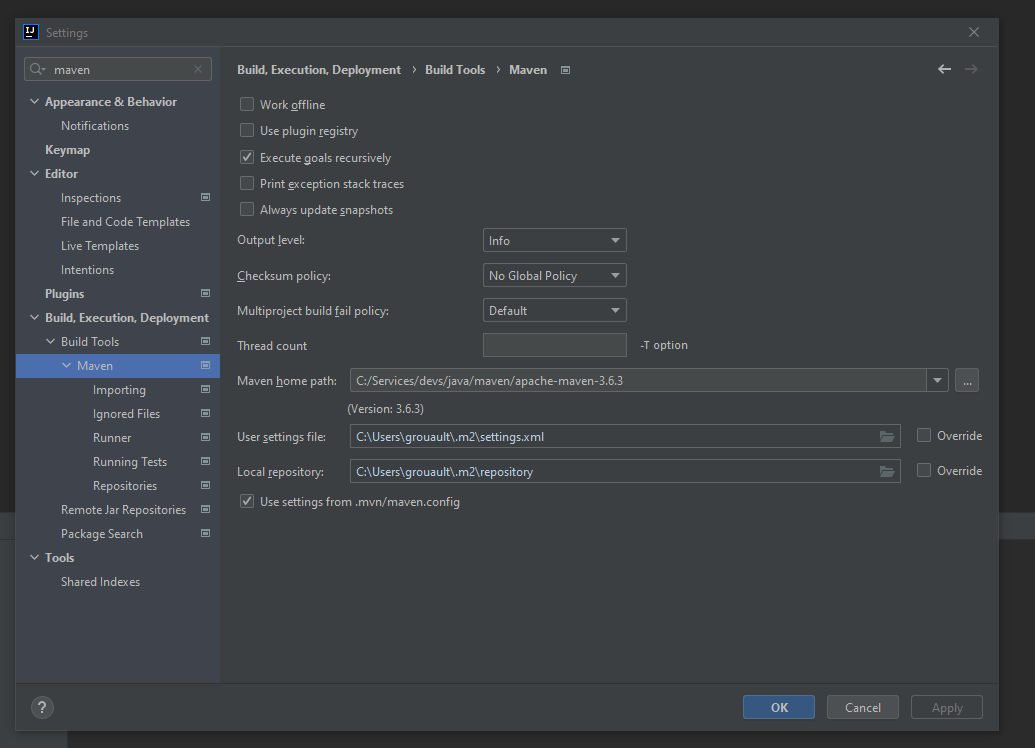 IJ
Settings
maven
Appearance & Behavior
Notifications
Keymap
Editor
Inspections
File and Code Templates
Live Templates
Intentions
Plugins
Build, Execution, Deployment
Build Tools
Maven
Importing
Ignored Files
Runner
Running Tests
Repositories
Remote Jar Repositories
Package Search
Tools
Shared Indexes
Build, Execution, Deployment › Build Tools › Maven
Work offline
Use plugin registry
Execute goals recursively
Print exception stack traces
Always update snapshots
Output level: Info
Checksum policy: No Global Policy
Multiproject build fail policy: Default
Thread count -T option
Maven home path: C:/Services/devs/java/maven/apache-maven-3.6.3 ...
(Version: 3.6.3)
User settings file: C:\Users\grouault\.m2\settings.xml Override
Local repository: C:\Users\grouault\.m2\repository Override
Use settings from .mvn/maven.config
? OK Cancel Apply